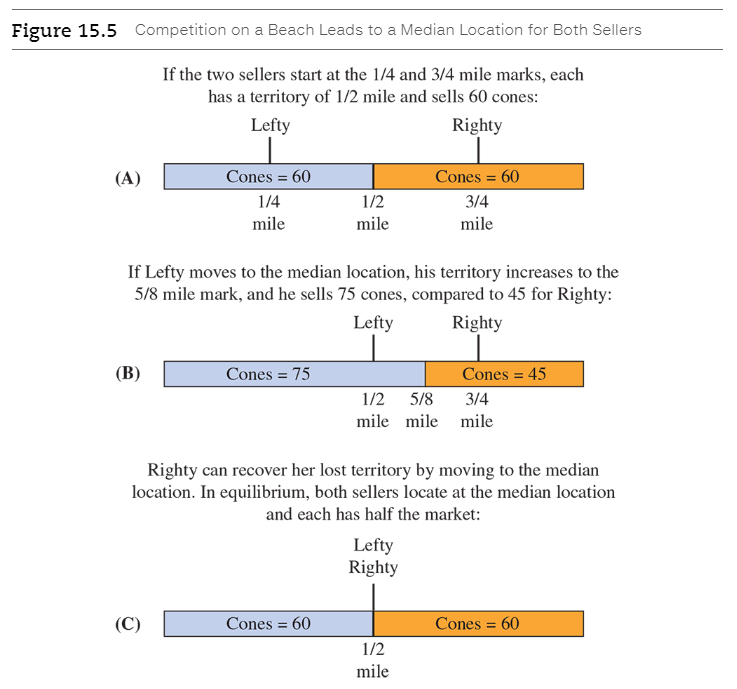 Figure 15.5 Competition on a Beach Leads to a Median Location for Both Sellers
If the two sellers start at the 1/4 and 3/4 mile marks, each
has a territory of 1/2 mile and sells 60 cones:
Lefty Righty
(A) Cones = 60 Cones = 60
1/4 1/2 3/4
mile mile mile
If Lefty moves to the median location, his territory increases to the
5/8 mile mark, and he sells 75 cones, compared to 45 for Righty:
Lefty Righty
(B) Cones = 75 Cones = 45
1/2 5/8 3/4
mile mile mile
Righty can recover her lost territory by moving to the median
location. In equilibrium, both sellers locate at the median location
and each has half the market:
Lefty
Righty
(C) Cones = 60 Cones = 60
1/2
mile